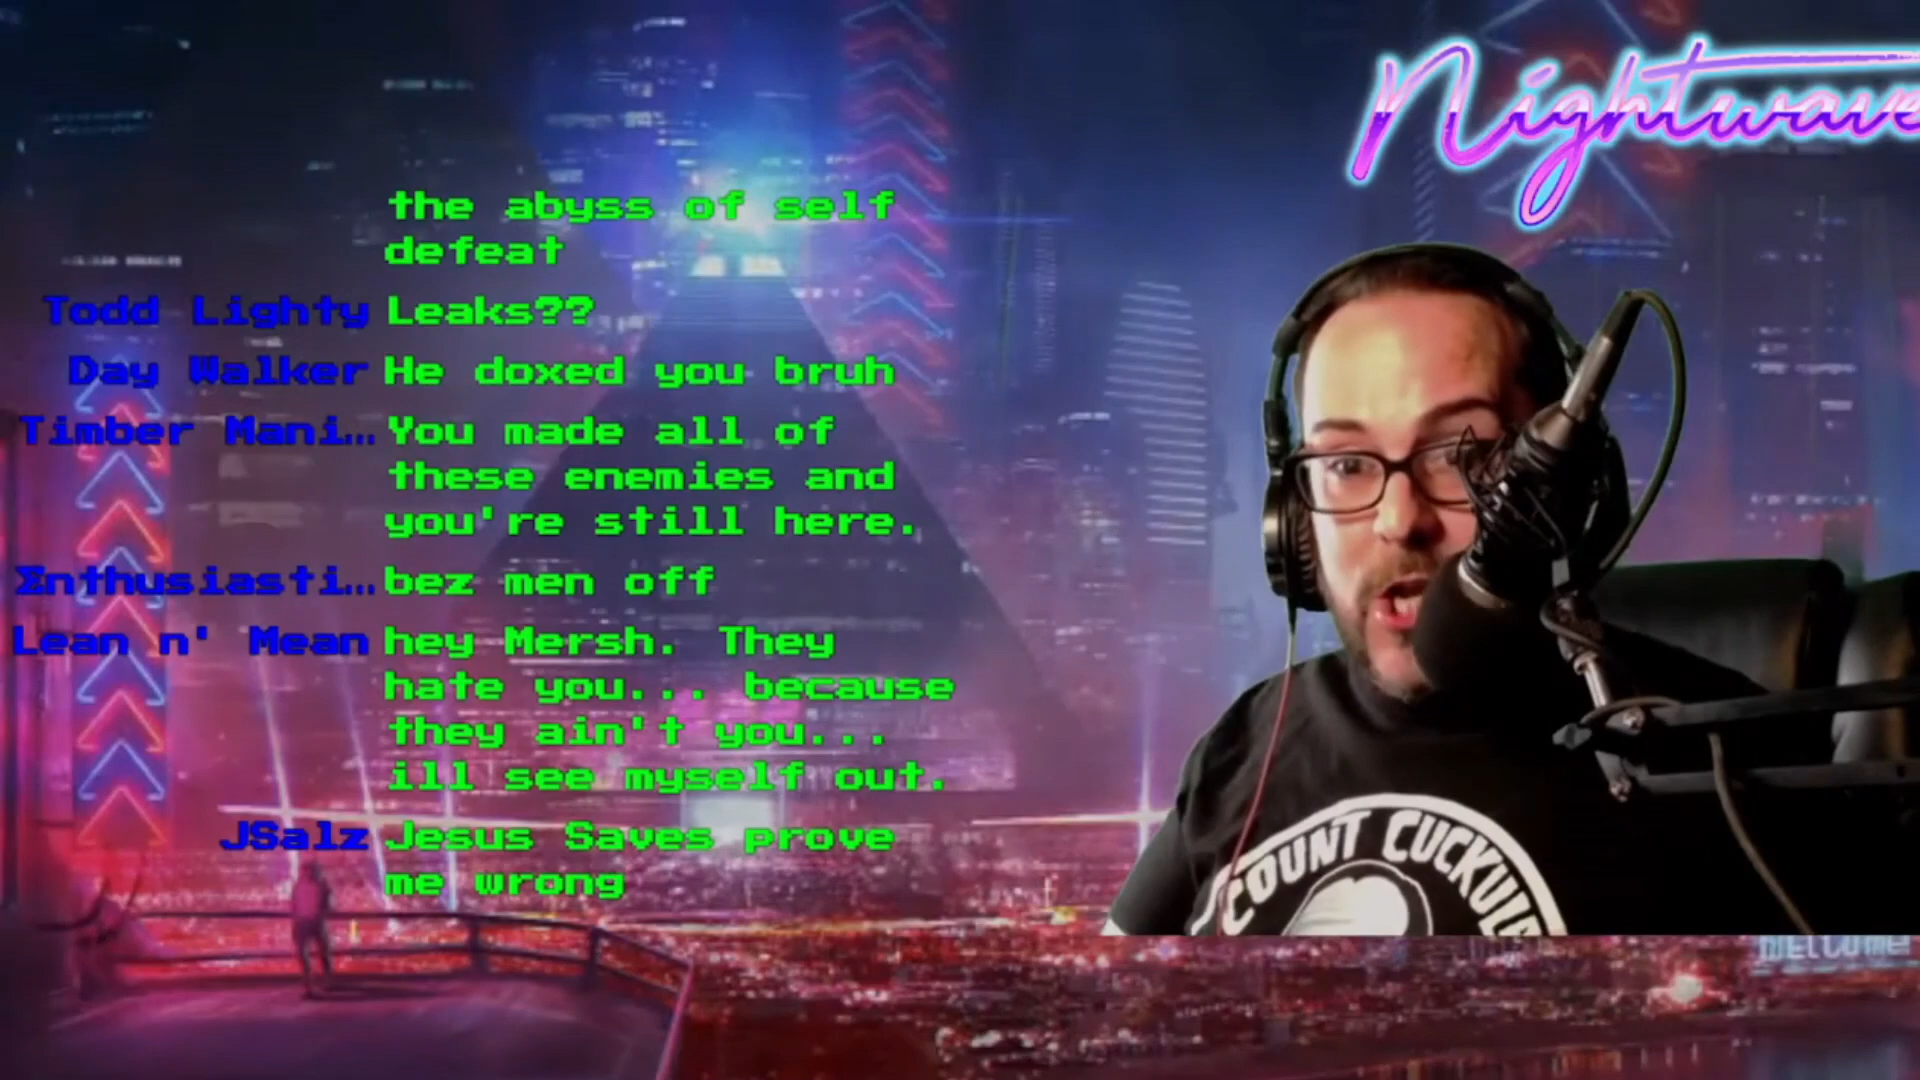 Nightwave
the abyss of self
defeat
Todd Lighty Leaks??
Day Walker He doxed you bruh
Timber Mani… You made all of
these enemies and
you're still here.
Enthusiasti… bez men off
Lean n' Mean hey Mersh. They
hate you... because
they ain't you...
ill see myself out.
JSalz Jesus Saves prove
me wrong
COUNT CUCKUL
WELCOME